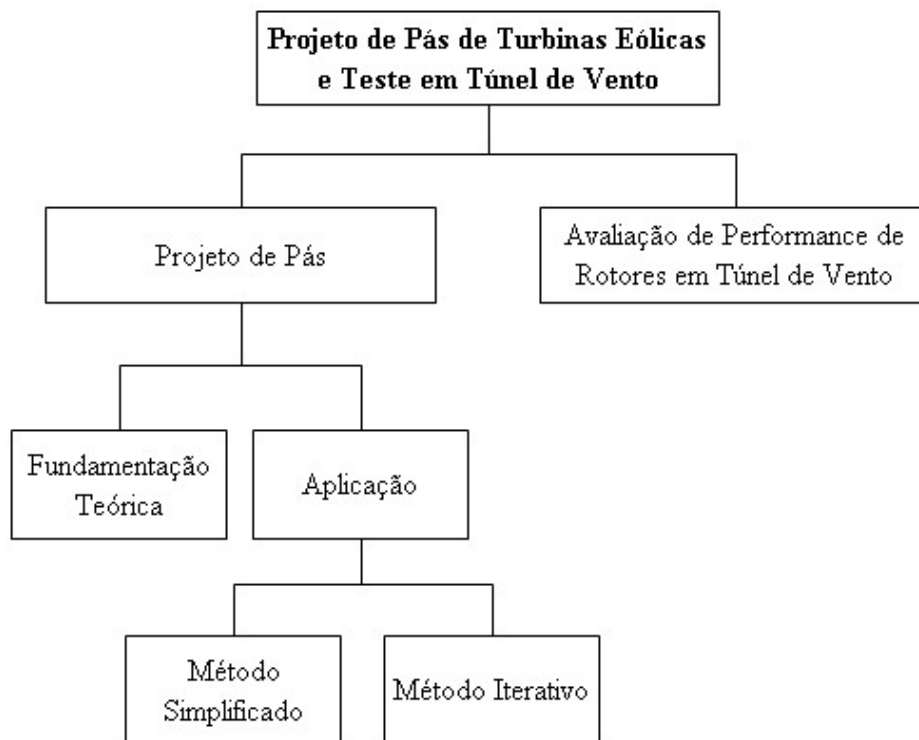 Projeto de Pás de Turbinas Eólicas
e Teste em Túnel de Vento
Projeto de Pás
Avaliação de Performance de
Rotores em Túnel de Vento
Fundamentação
Teórica
Aplicação
Método
Simplificado
Método Iterativo